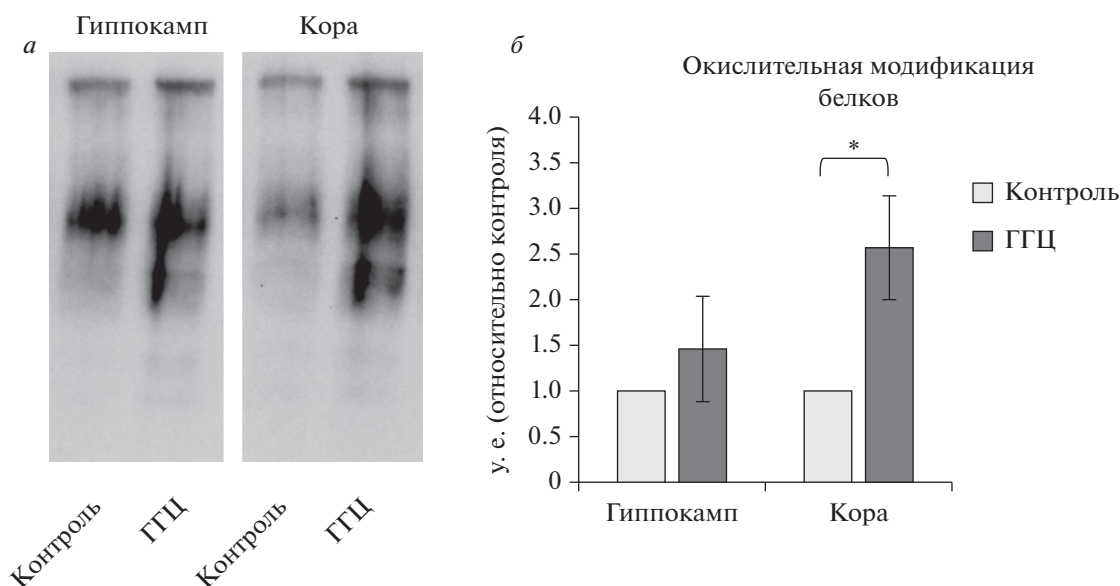 а
Гиппокамп Кора
Контроль ГГЦ Контроль ГГЦ
б
Окислительная модификация
белков
у. е. (относительно контроля)
4.0
3.5
3.0
2.5
2.0
1.5
1.0
0.5
0
*
Гиппокамп Кора
Контроль
ГГЦ